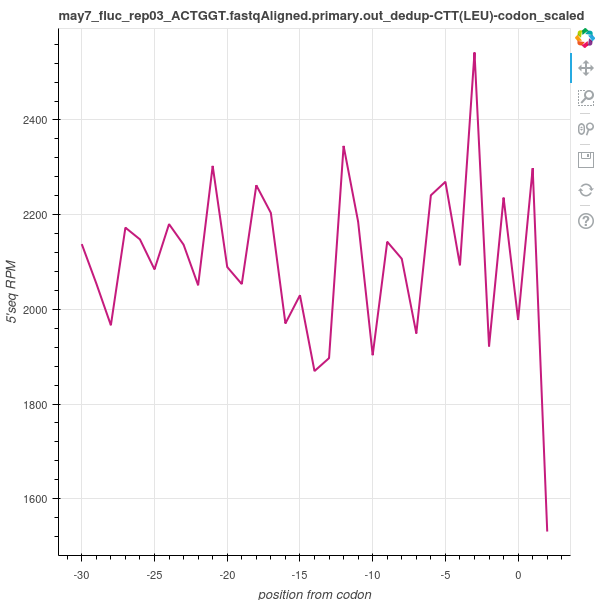 may7_fluc_rep03_ACTGGT.fastqAligned.primary.out_dedup-CTT(LEU)-codon_scaled
2400
2200
2000
1800
1600
5'seq RPM
-30 -25 -20 -15 -10 -5 0
position from codon